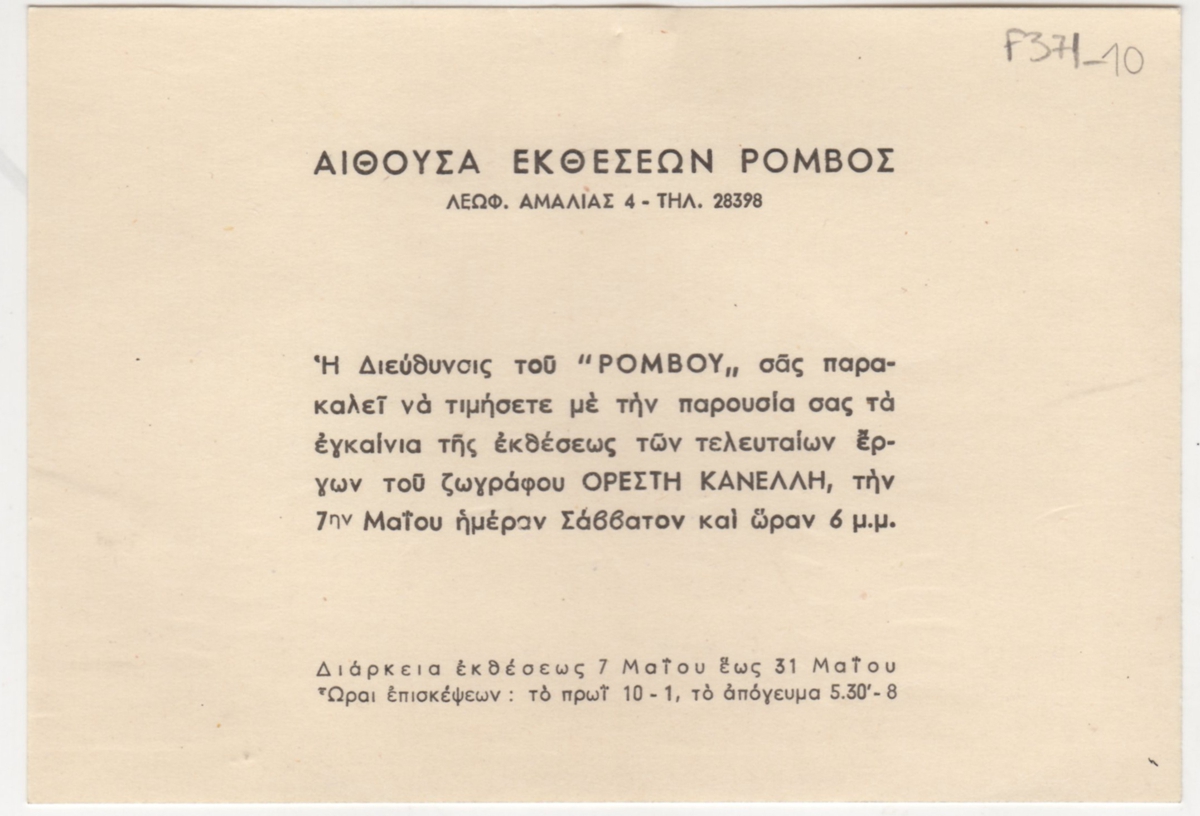 F371-10
ΑΙΘΟΥΣΑ ΕΚΘΕΣΕΩΝ ΡΟΜΒΟΣ
ΛΕΩΦ. ΑΜΑΛΙΑΣ 4 - ΤΗΛ. 28398
Ἡ Διεύθυνσις τοῦ “ΡΟΜΒΟΥ„ σᾶς παρα-
καλεῖ νὰ τιμήσετε μὲ τὴν παρουσία σας τὰ
ἐγκαίνια τῆς ἐκθέσεως τῶν τελευταίων ἔρ-
γων τοῦ ζωγράφου ΟΡΕΣΤΗ ΚΑΝΕΛΛΗ, τὴν
7ην Μαΐου ἡμέραν Σάββατον καὶ ὥραν 6 μ.μ.
Διάρκεια ἐκθέσεως 7 Μαΐου ἕως 31 Μαΐου
Ὧραι ἐπισκέψεων : τὸ πρωῒ 10 - 1, τὸ ἀπόγευμα 5.30' - 8